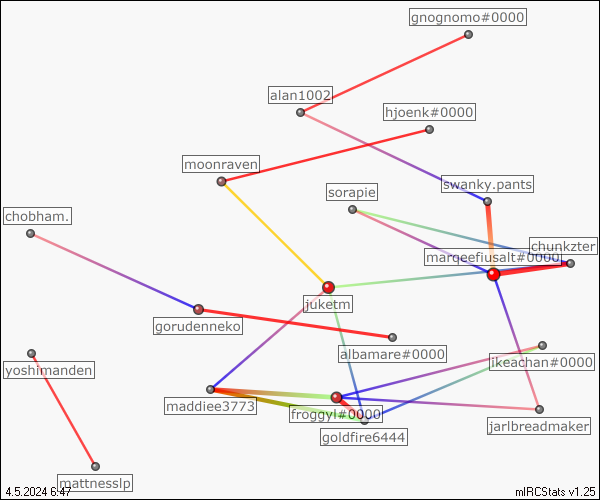 gnognomo#0000
alan1002
hjoenk#0000
moonraven
swanky.pants
sorapie
chobham.
chunkzter
marqeefiusalt#0000
juketm
gorudenneko
albamare#0000
jikeachan#0000
yoshimanden
maddiee3773
froggyl#0000
jarlbreadmaker
goldfire6444
mattnesslp
4.5.2024 6:47
mIRCStats v1.25